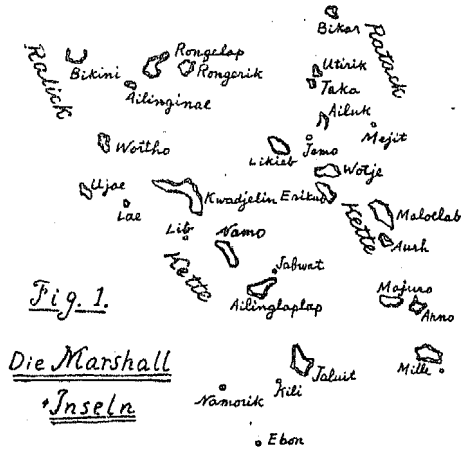 Bikar
Ralick
Ratack
Rongelap
Bikini
Rongerik
Utirik
Taka
Ailinginae
Ailuk
Mejit
Wottho
Likieb
Jemo
Wotje
Ujae
Kwadjelin
Erikub
Lae
Maloelab
Lib
Namo
Kette
Aurh
Kette
Jabwat
Fig. 1.
Majuro
Ailinglaplap
Arno
Die Marshall
Inseln
Jaluit
Mille
Namorik
Kili
Ebon